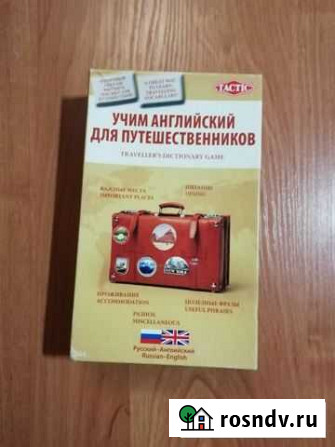 TACTIC
УЧИМ АНГЛИЙСКИЙ
ДЛЯ ПУТЕШЕСТВЕННИКОВ
TRAVELLER'S DICTIONARY GAME
ВАЖНЫЕ МЕСТА
IMPORTANT PLACES
ПИТАНИЕ
DINING
ПРОЖИВАНИЕ
ACCOMMODATION
ПОЛЕЗНЫЕ ФРАЗЫ
USEFUL PHRASES
РАЗНОЕ
MISCELLANEOUS
Русский-Английский
Russian-English
rosndv.ru